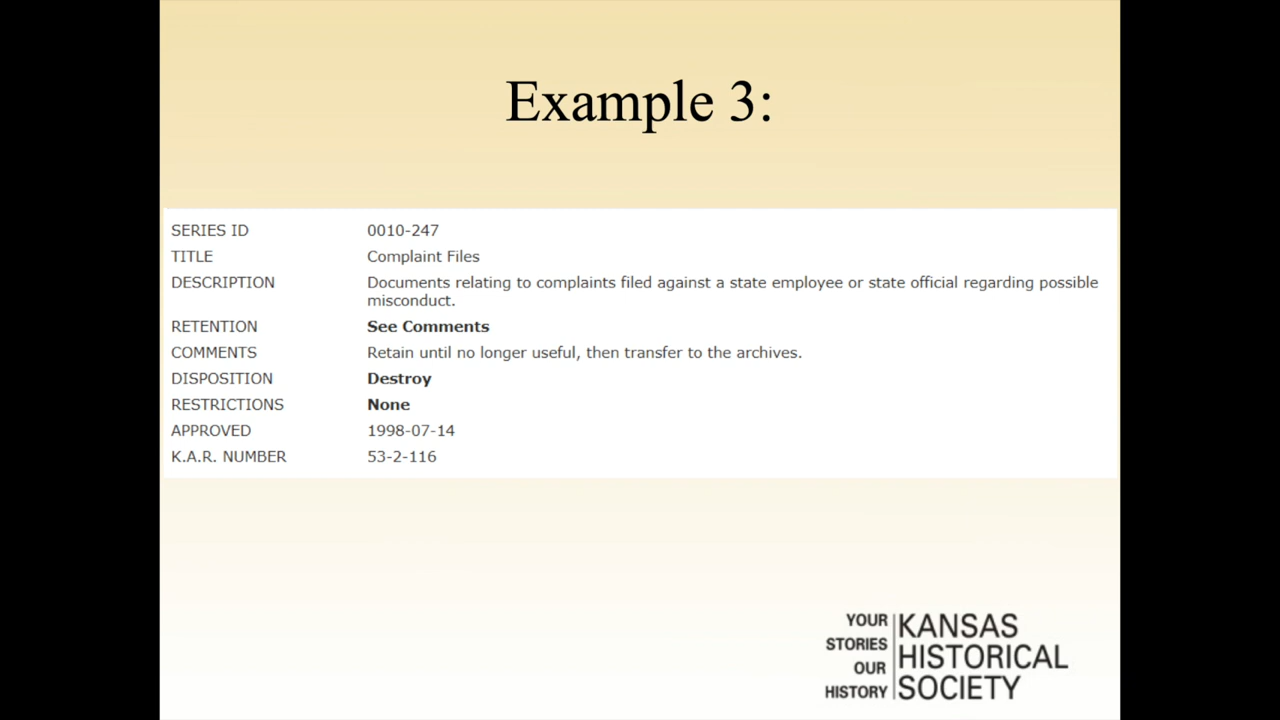 Example 3:
SERIES ID 0010-247
TITLE Complaint Files
DESCRIPTION Documents relating to complaints filed against a state employee or state official regarding possible
misconduct.
RETENTION See Comments
COMMENTS Retain until no longer useful, then transfer to the archives.
DISPOSITION Destroy
RESTRICTIONS None
APPROVED 1998-07-14
K.A.R. NUMBER 53-2-116
YOUR
STORIES
OUR
HISTORY
KANSAS
HISTORICAL
SOCIETY